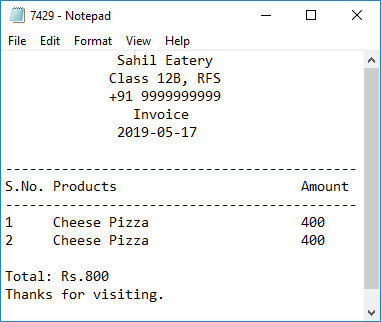 7429 - Notepad
File Edit Format View Help
Sahil Eatery
Class 12B, RFS
+91 9999999999
Invoice
2019-05-17
--------------------------------------------
S.No. Products Amount
--------------------------------------------
1 Cheese Pizza 400
2 Cheese Pizza 400
Total: Rs.800
Thanks for visiting.